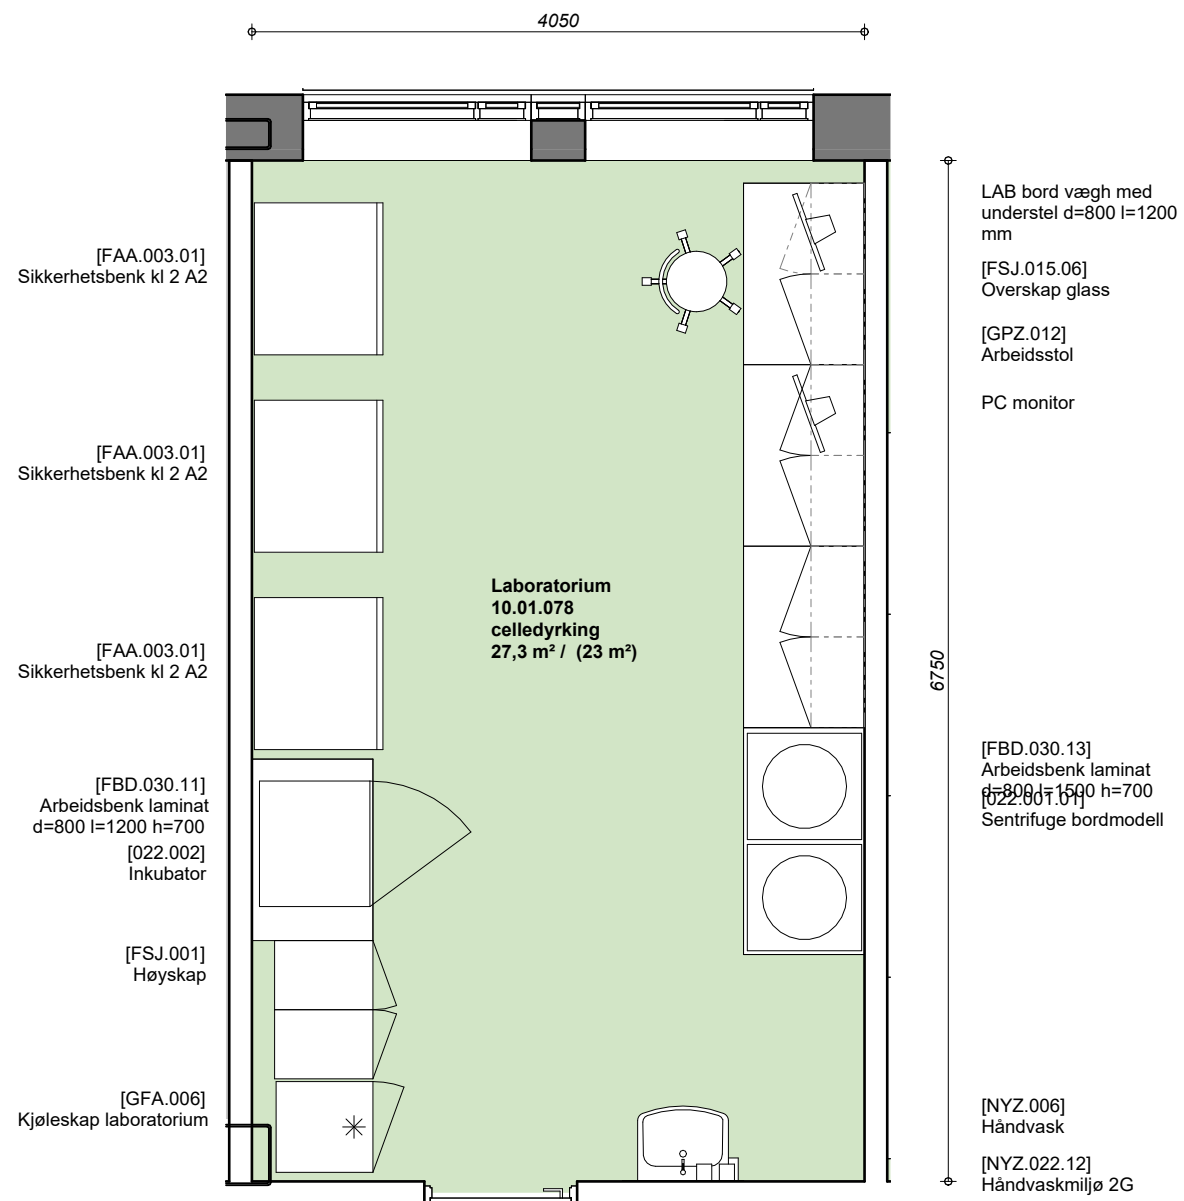 4050
[FAA.003.01]
Sikkerhetsbenk kl 2 A2
[FAA.003.01]
Sikkerhetsbenk kl 2 A2
[FAA.003.01]
Sikkerhetsbenk kl 2 A2
[FBD.030.11]
Arbeidsbenk laminat
d=800 l=1200 h=700
[022.002]
Inkubator
[FSJ.001]
Høyskap
[GFA.006]
Kjøleskap laboratorium
Laboratorium
10.01.078
celledyrking
27,3 m² / (23 m²)
6750
LAB bord vægh med
understel d=800 l=1200
mm
[FSJ.015.06]
Overskap glass
[GPZ.012]
Arbeidsstol
PC monitor
[FBD.030.13]
Arbeidsbenk laminat
d=800 l=1500 h=700
[022.001.01]
Sentrifuge bordmodell
[NYZ.006]
Håndvask
[NYZ.022.12]
Håndvaskmiljø 2G